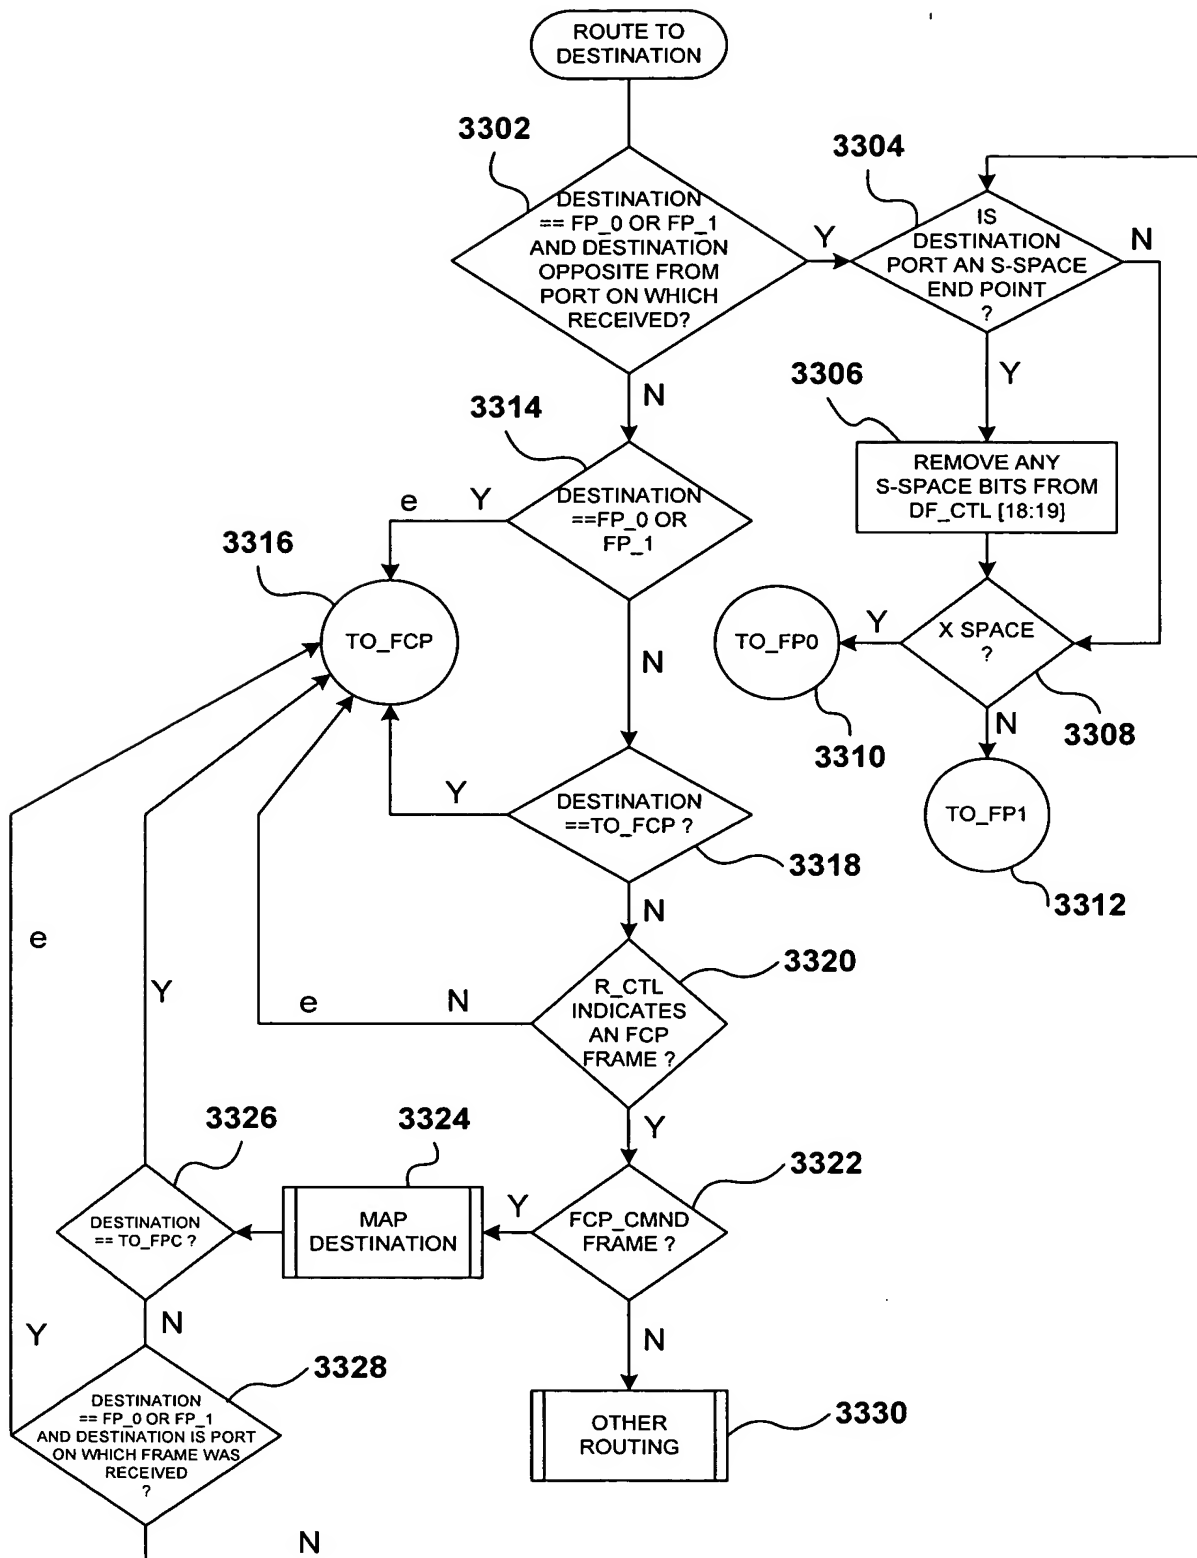 ROUTE TO
DESTINATION
3302
DESTINATION
== FP_0 OR FP_1
AND DESTINATION
OPPOSITE FROM
PORT ON WHICH
RECEIVED?
Y
3304
IS
DESTINATION
PORT AN S-SPACE
END POINT
?
N
Y
3306
REMOVE ANY
S-SPACE BITS FROM
DF_CTL [18:19]
X SPACE
?
3308
Y
TO_FP0
3310
N
TO_FP1
3312
N
3314
DESTINATION
==FP_0 OR
FP_1
Y
e
3316
TO_FCP
N
DESTINATION
==TO_FCP ?
3318
Y
N
3320
R_CTL
INDICATES
AN FCP
FRAME ?
N
e
Y
3322
FCP_CMND
FRAME ?
Y
3324
MAP
DESTINATION
3326
DESTINATION
== TO_FPC ?
Y
N
3328
DESTINATION
== FP_0 OR FP_1
AND DESTINATION IS PORT
ON WHICH FRAME WAS
RECEIVED
?
Y
e
N
N
OTHER
ROUTING
3330